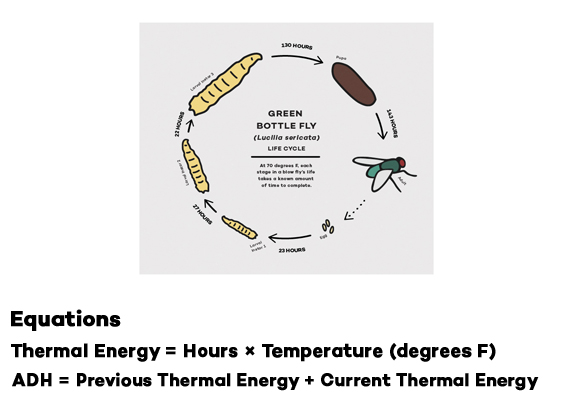 130 HOURS
Pupa
Larval Instar 3
143 HOURS
GREEN
BOTTLE FLY
(Lucilia sericata)
LIFE CYCLE
At 70 degrees F, each
stage in a blow fly's life
takes a known amount
of time to complete.
22 HOURS
Larval Instar 2
Adult
27 HOURS
Egg
Larval
Instar 1
23 HOURS
Equations
Thermal Energy = Hours × Temperature (degrees F)
ADH = Previous Thermal Energy + Current Thermal Energy